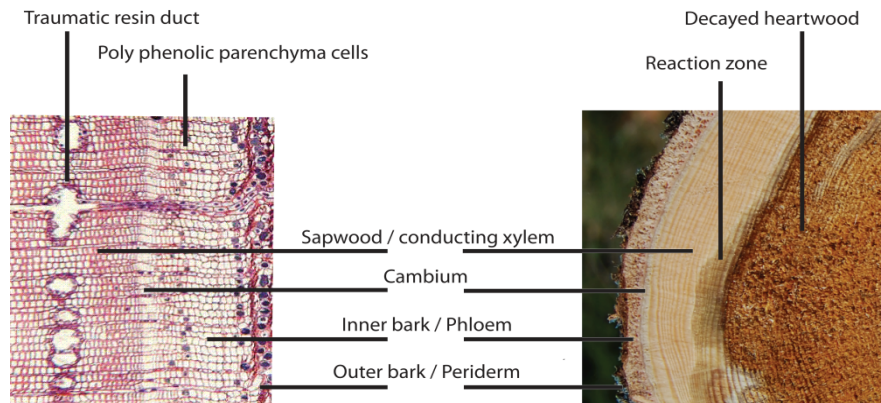 Traumatic resin duct
Poly phenolic parenchyma cells
Decayed heartwood
Reaction zone
Sapwood / conducting xylem
Cambium
Inner bark / Phloem
Outer bark / Periderm